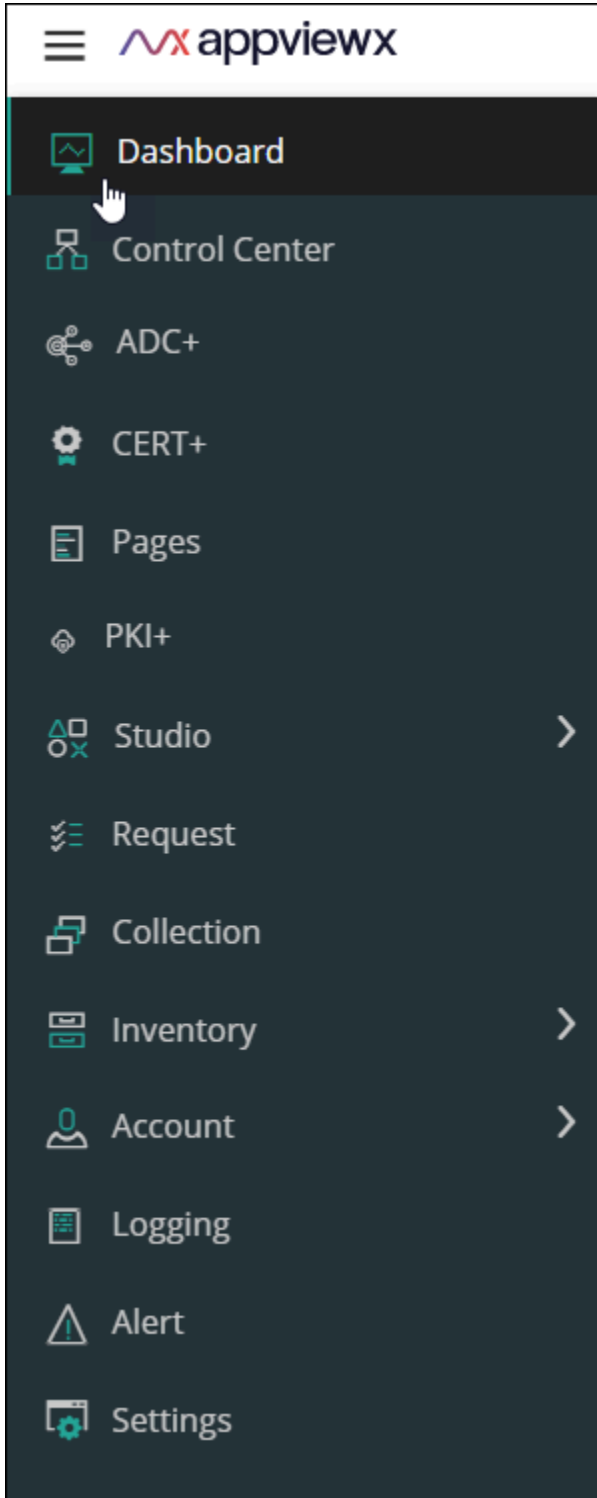 appviewx
Dashboard
Control Center
ADC+
CERT+
Pages
PKI+
Studio
Request
Collection
Inventory
Account
Logging
Alert
Settings